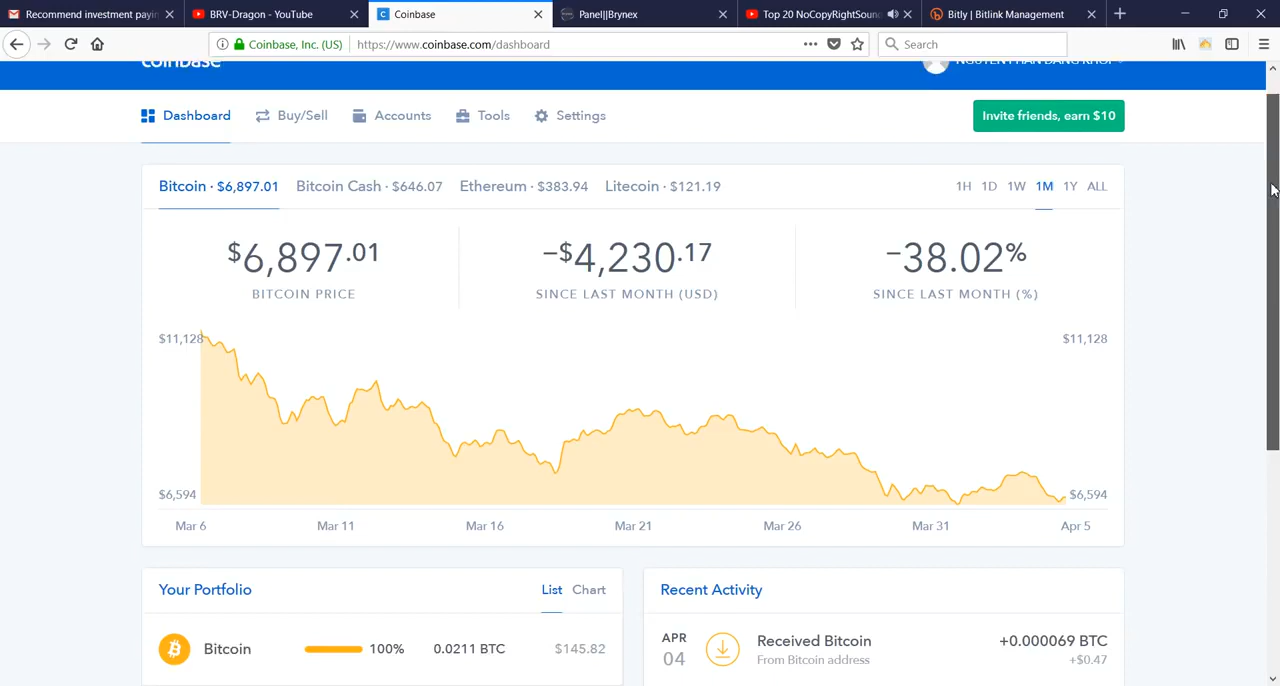 Recommend investment payin
BRV-Dragon - YouTube
Coinbase
Panel||Brynex
Top 20 NoCopyRightSoun
Bitly | Bitlink Management
Coinbase, Inc. (US)
https://www.coinbase.com/dashboard
Search
coinbase
Dashboard
Buy/Sell
Accounts
Tools
Settings
Invite friends, earn $10
Bitcoin · $6,897.01
Bitcoin Cash · $646.07
Ethereum · $383.94
Litecoin · $121.19
1H 1D 1W 1M 1Y ALL
$6,897.01
BITCOIN PRICE
−$4,230.17
SINCE LAST MONTH (USD)
−38.02%
SINCE LAST MONTH (%)
$11,128
$11,128
$6,594
$6,594
Mar 6
Mar 11
Mar 16
Mar 21
Mar 26
Mar 31
Apr 5
Your Portfolio
List Chart
Bitcoin
100%
0.0211 BTC
$145.82
Recent Activity
APR
04
Received Bitcoin
From Bitcoin address
+0.000069 BTC
+$0.47